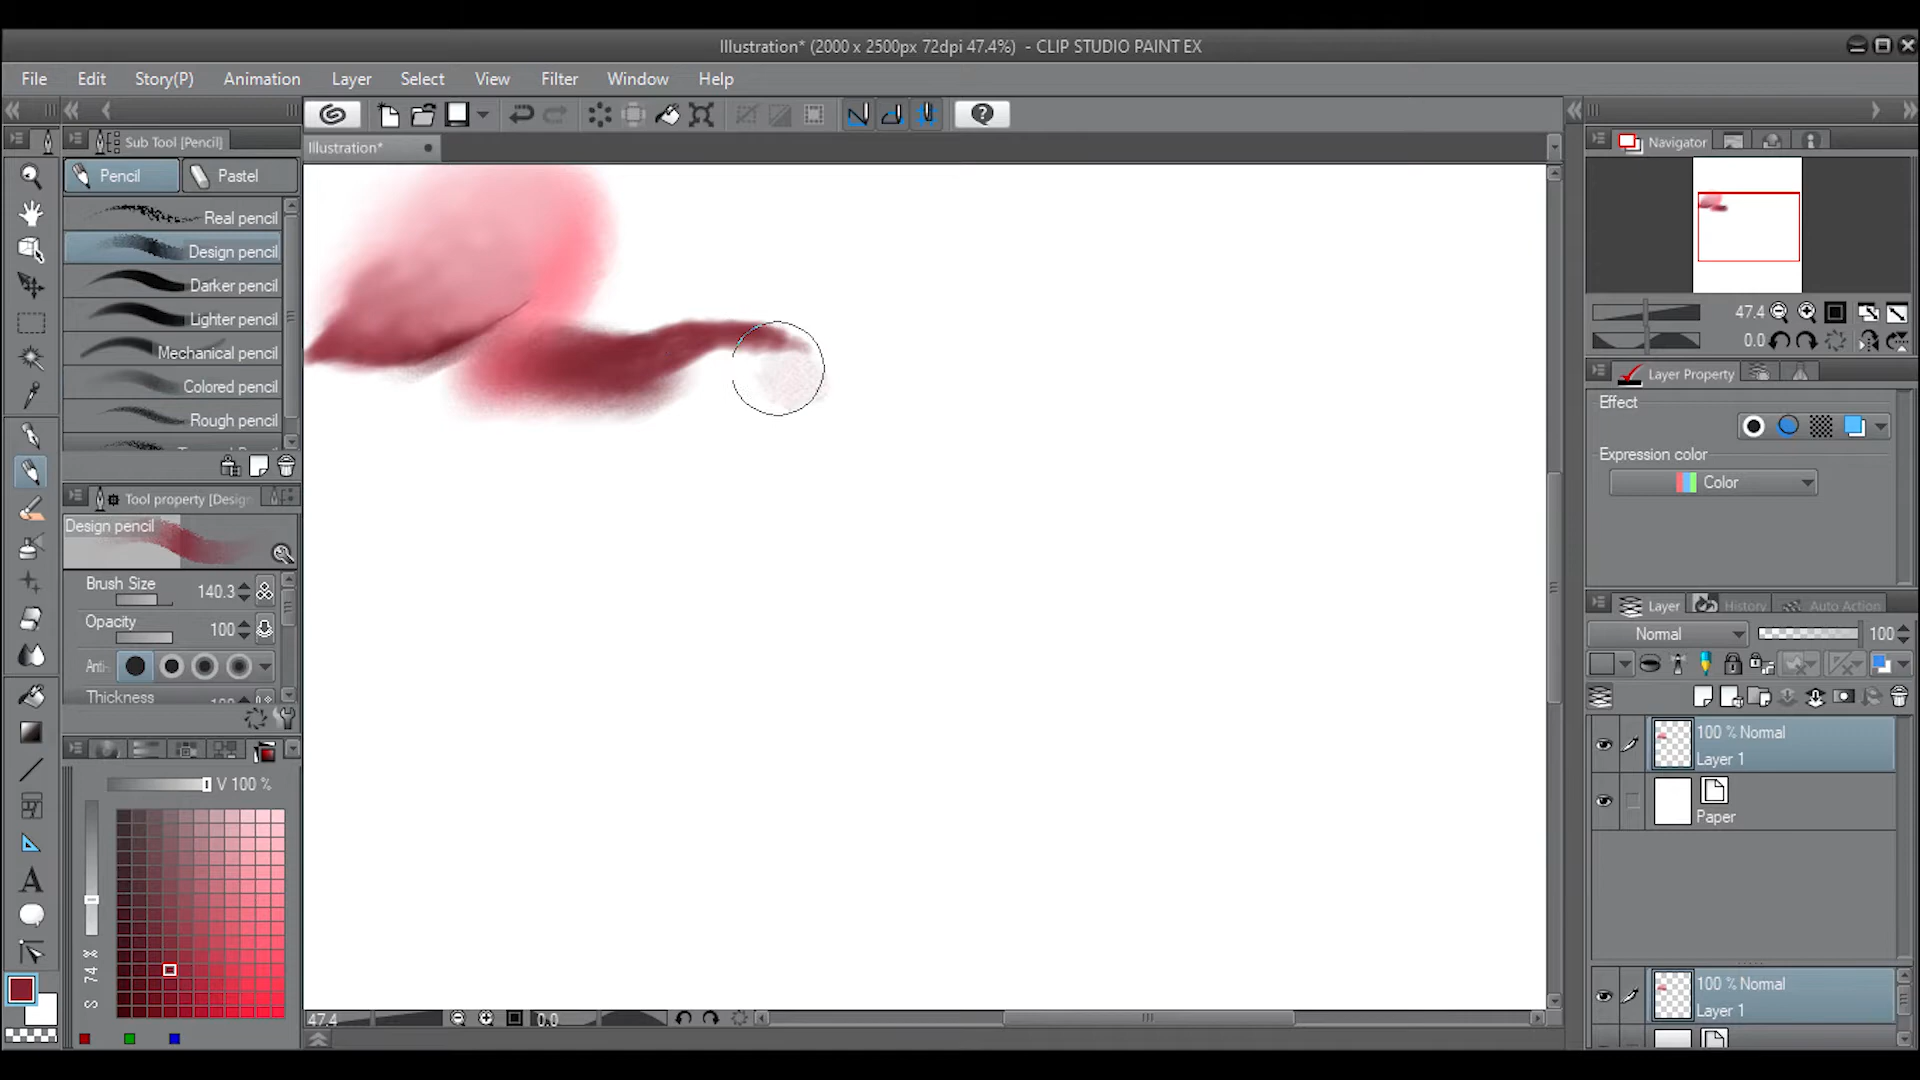 Illustration* (2000 x 2500px 72dpi 47.4%) - CLIP STUDIO PAINT EX
File Edit Story(P) Animation Layer Select View Filter Window Help
Sub Tool [Pencil]
Illustration*
Navigator
Pencil Pastel
Real pencil
Design pencil
Darker pencil
Lighter pencil
Mechanical pencil
Colored pencil
Rough pencil
47.4
0.0
Layer Property
Effect
Expression color
Color
Tool property [Design
Design pencil
Brush Size 140.3
Opacity 100
Anti-
Thickness
V 100 %
S 74 %
Layer History Auto Action
Normal 100
100 % Normal
Layer 1
Paper
100 % Normal
Layer 1
47.4 0.0